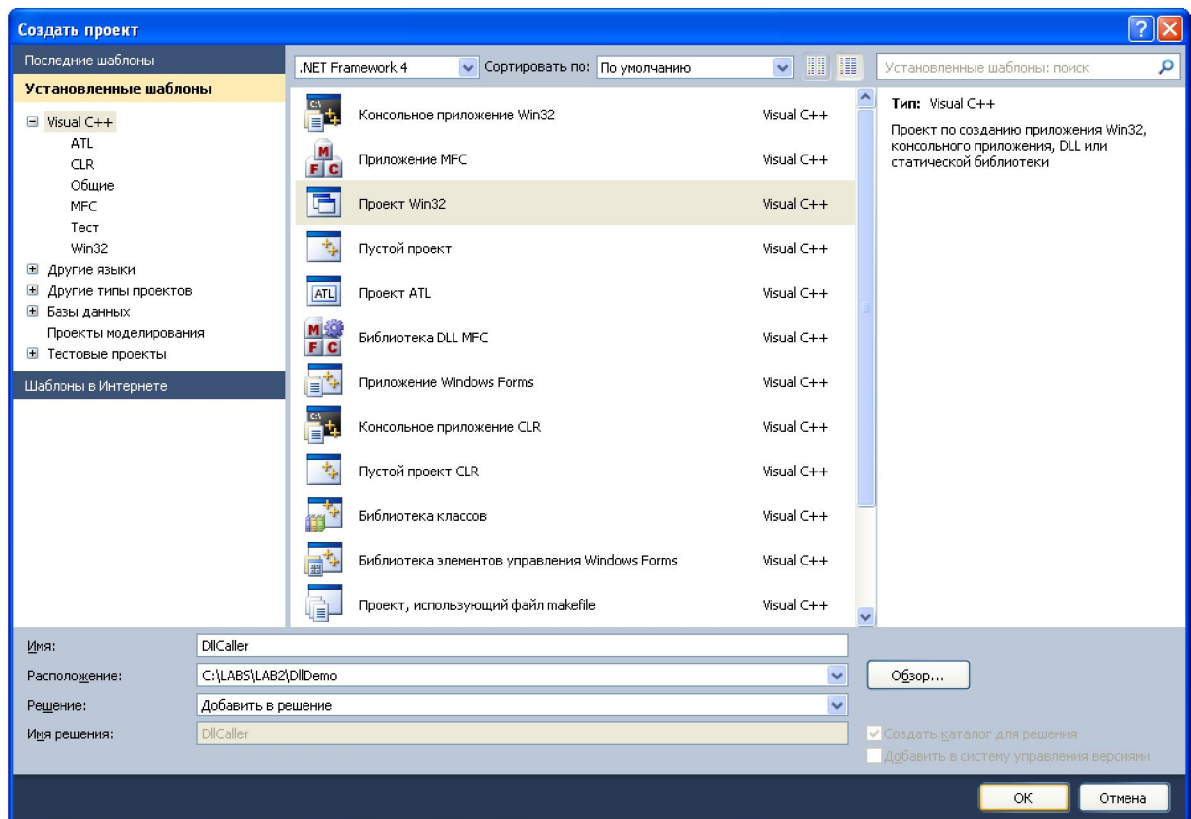 Создать проект
Последние шаблоны
.NET Framework 4
Сортировать по:
По умолчанию
Установленные шаблоны: поиск
Установленные шаблоны
Visual C++
ATL
CLR
Общие
MFC
Тест
Win32
Другие языки
Другие типы проектов
Базы данных
Проекты моделирования
Тестовые проекты
Шаблоны в Интернете
Консольное приложение Win32 Visual C++
Приложение MFC Visual C++
Проект Win32 Visual C++
Пустой проект Visual C++
Проект ATL Visual C++
Библиотека DLL MFC Visual C++
Приложение Windows Forms Visual C++
Консольное приложение CLR Visual C++
Пустой проект CLR Visual C++
Библиотека классов Visual C++
Библиотека элементов управления Windows Forms Visual C++
Проект, использующий файл makefile Visual C++
Тип: Visual C++
Проект по созданию приложения Win32,
консольного приложения, DLL или
статической библиотеки
Имя: DllCaller
Расположение: C:\LABS\LAB2\DllDemo
Обзор...
Решение: Добавить в решение
Имя решения: DllCaller
Создать каталог для решения
Добавить в систему управления версиями
OK
Отмена